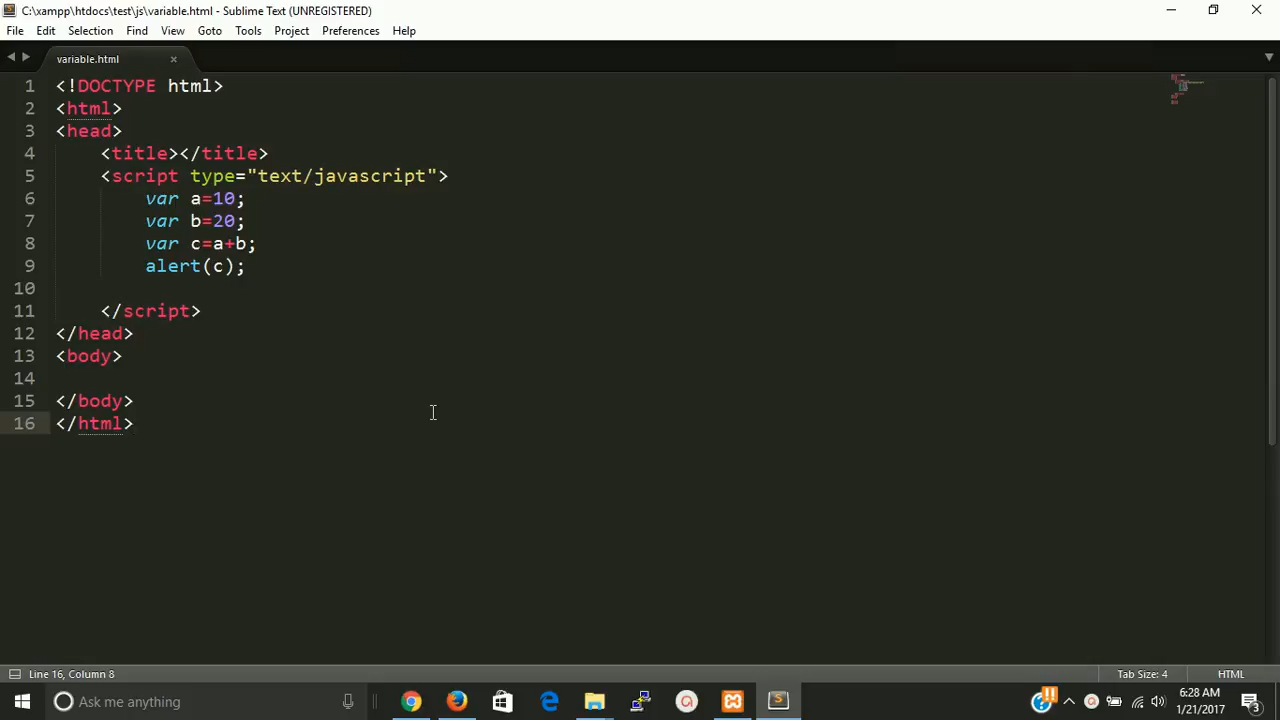 C:\xampp\htdocs\test\js\variable.html - Sublime Text (UNREGISTERED)
File Edit Selection Find View Goto Tools Project Preferences Help
variable.html
1 <!DOCTYPE html>
2 <html>
3 <head>
4 <title></title>
5 <script type="text/javascript">
6 var a=10;
7 var b=20;
8 var c=a+b;
9 alert(c);
10
11 </script>
12 </head>
13 <body>
14
15 </body>
16 </html>
Line 16, Column 8 Tab Size: 4 HTML
Ask me anything
6:28 AM
1/21/2017
3